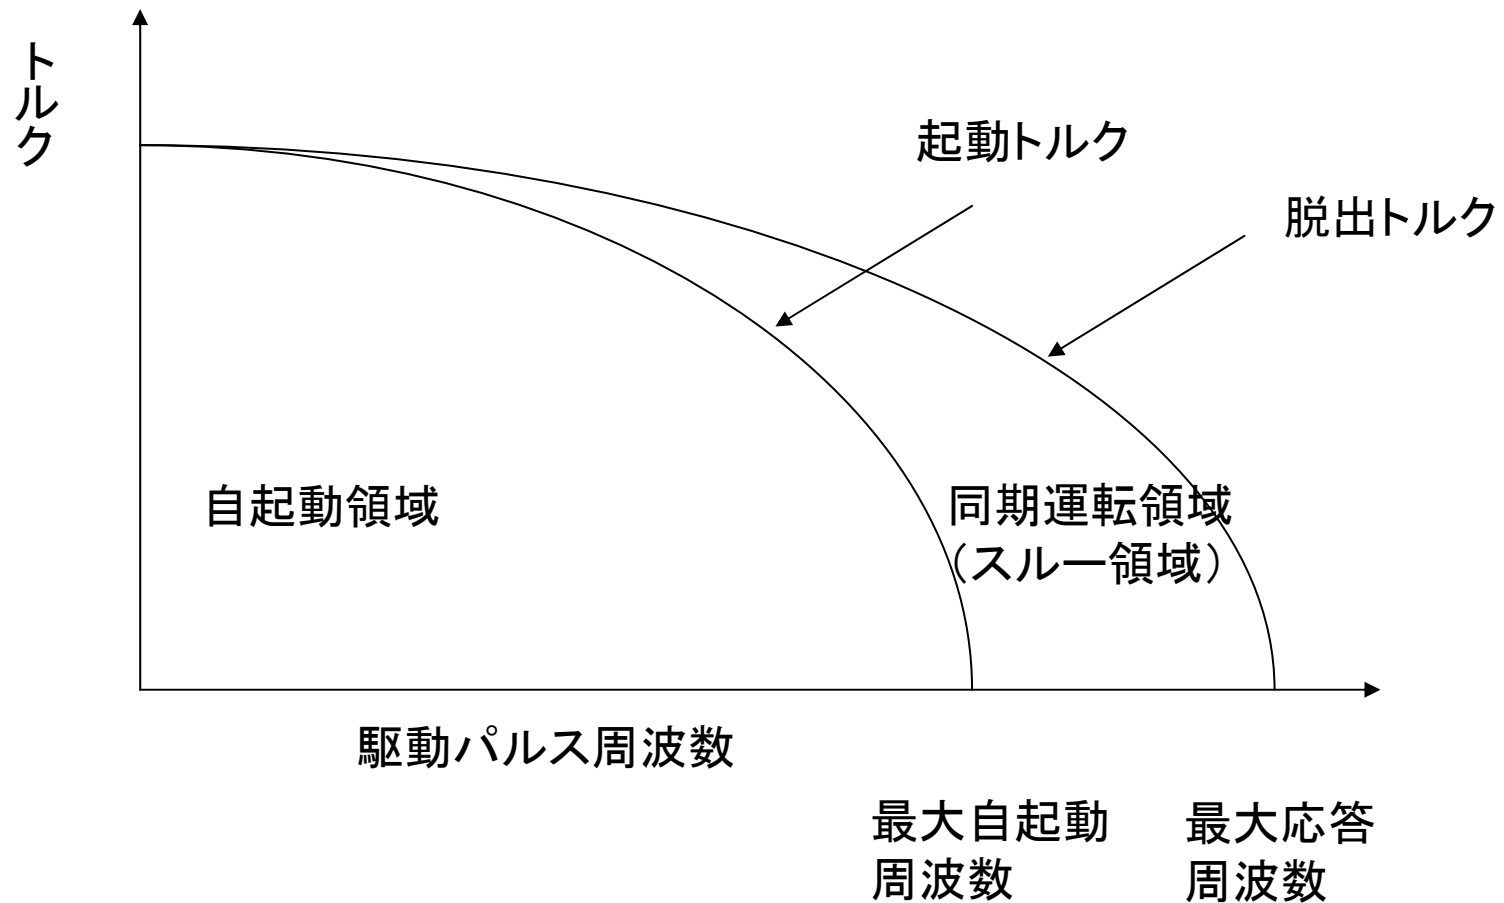 トルク
起動トルク
脱出トルク
自起動領域
同期運転領域
（スルー領域）
駆動パルス周波数
最大自起動
周波数
最大応答
周波数